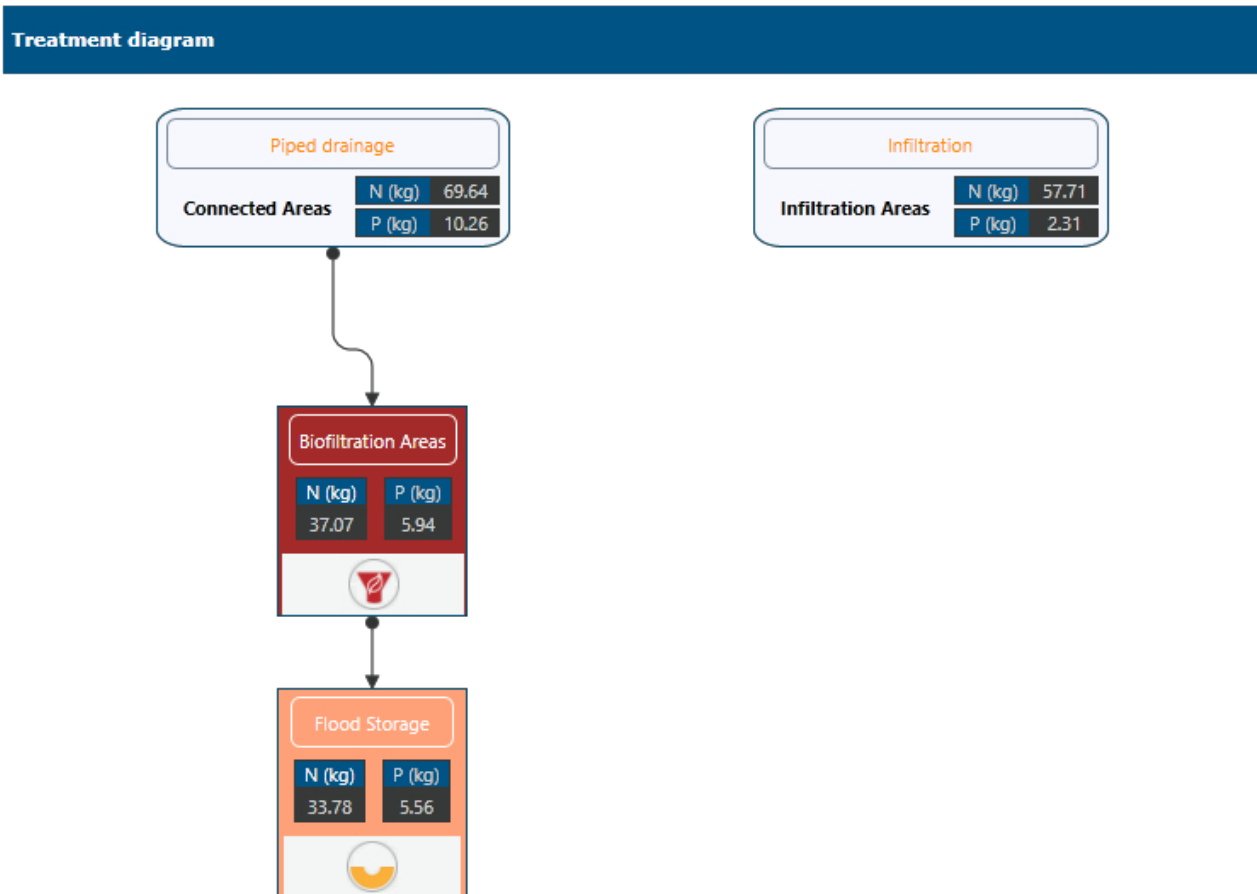 Treatment diagram
Piped drainage
Connected Areas
N (kg) 69.64
P (kg) 10.26
Infiltration
Infiltration Areas
N (kg) 57.71
P (kg) 2.31
Biofiltration Areas
N (kg) P (kg)
37.07 5.94
Flood Storage
N (kg) P (kg)
33.78 5.56